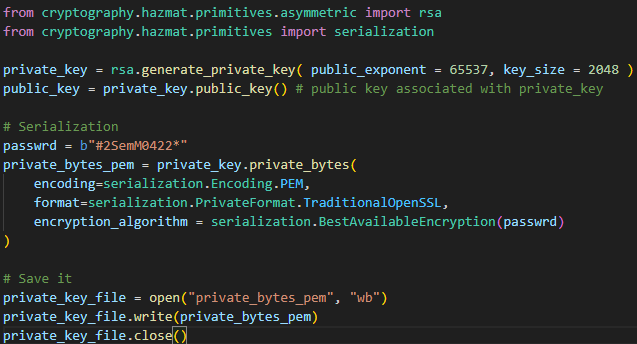 from cryptography.hazmat.primitives.asymmetric import rsa
from cryptography.hazmat.primitives import serialization
private_key = rsa.generate_private_key( public_exponent = 65537, key_size = 2048 )
public_key = private_key.public_key() # public key associated with private_key
# Serialization
passwrd = b"#2SemM0422*"
private_bytes_pem = private_key.private_bytes(
    encoding=serialization.Encoding.PEM,
    format=serialization.PrivateFormat.TraditionalOpenSSL,
    encryption_algorithm = serialization.BestAvailableEncryption(passwrd)
)
# Save it
private_key_file = open("private_bytes_pem", "wb")
private_key_file.write(private_bytes_pem)
private_key_file.close()